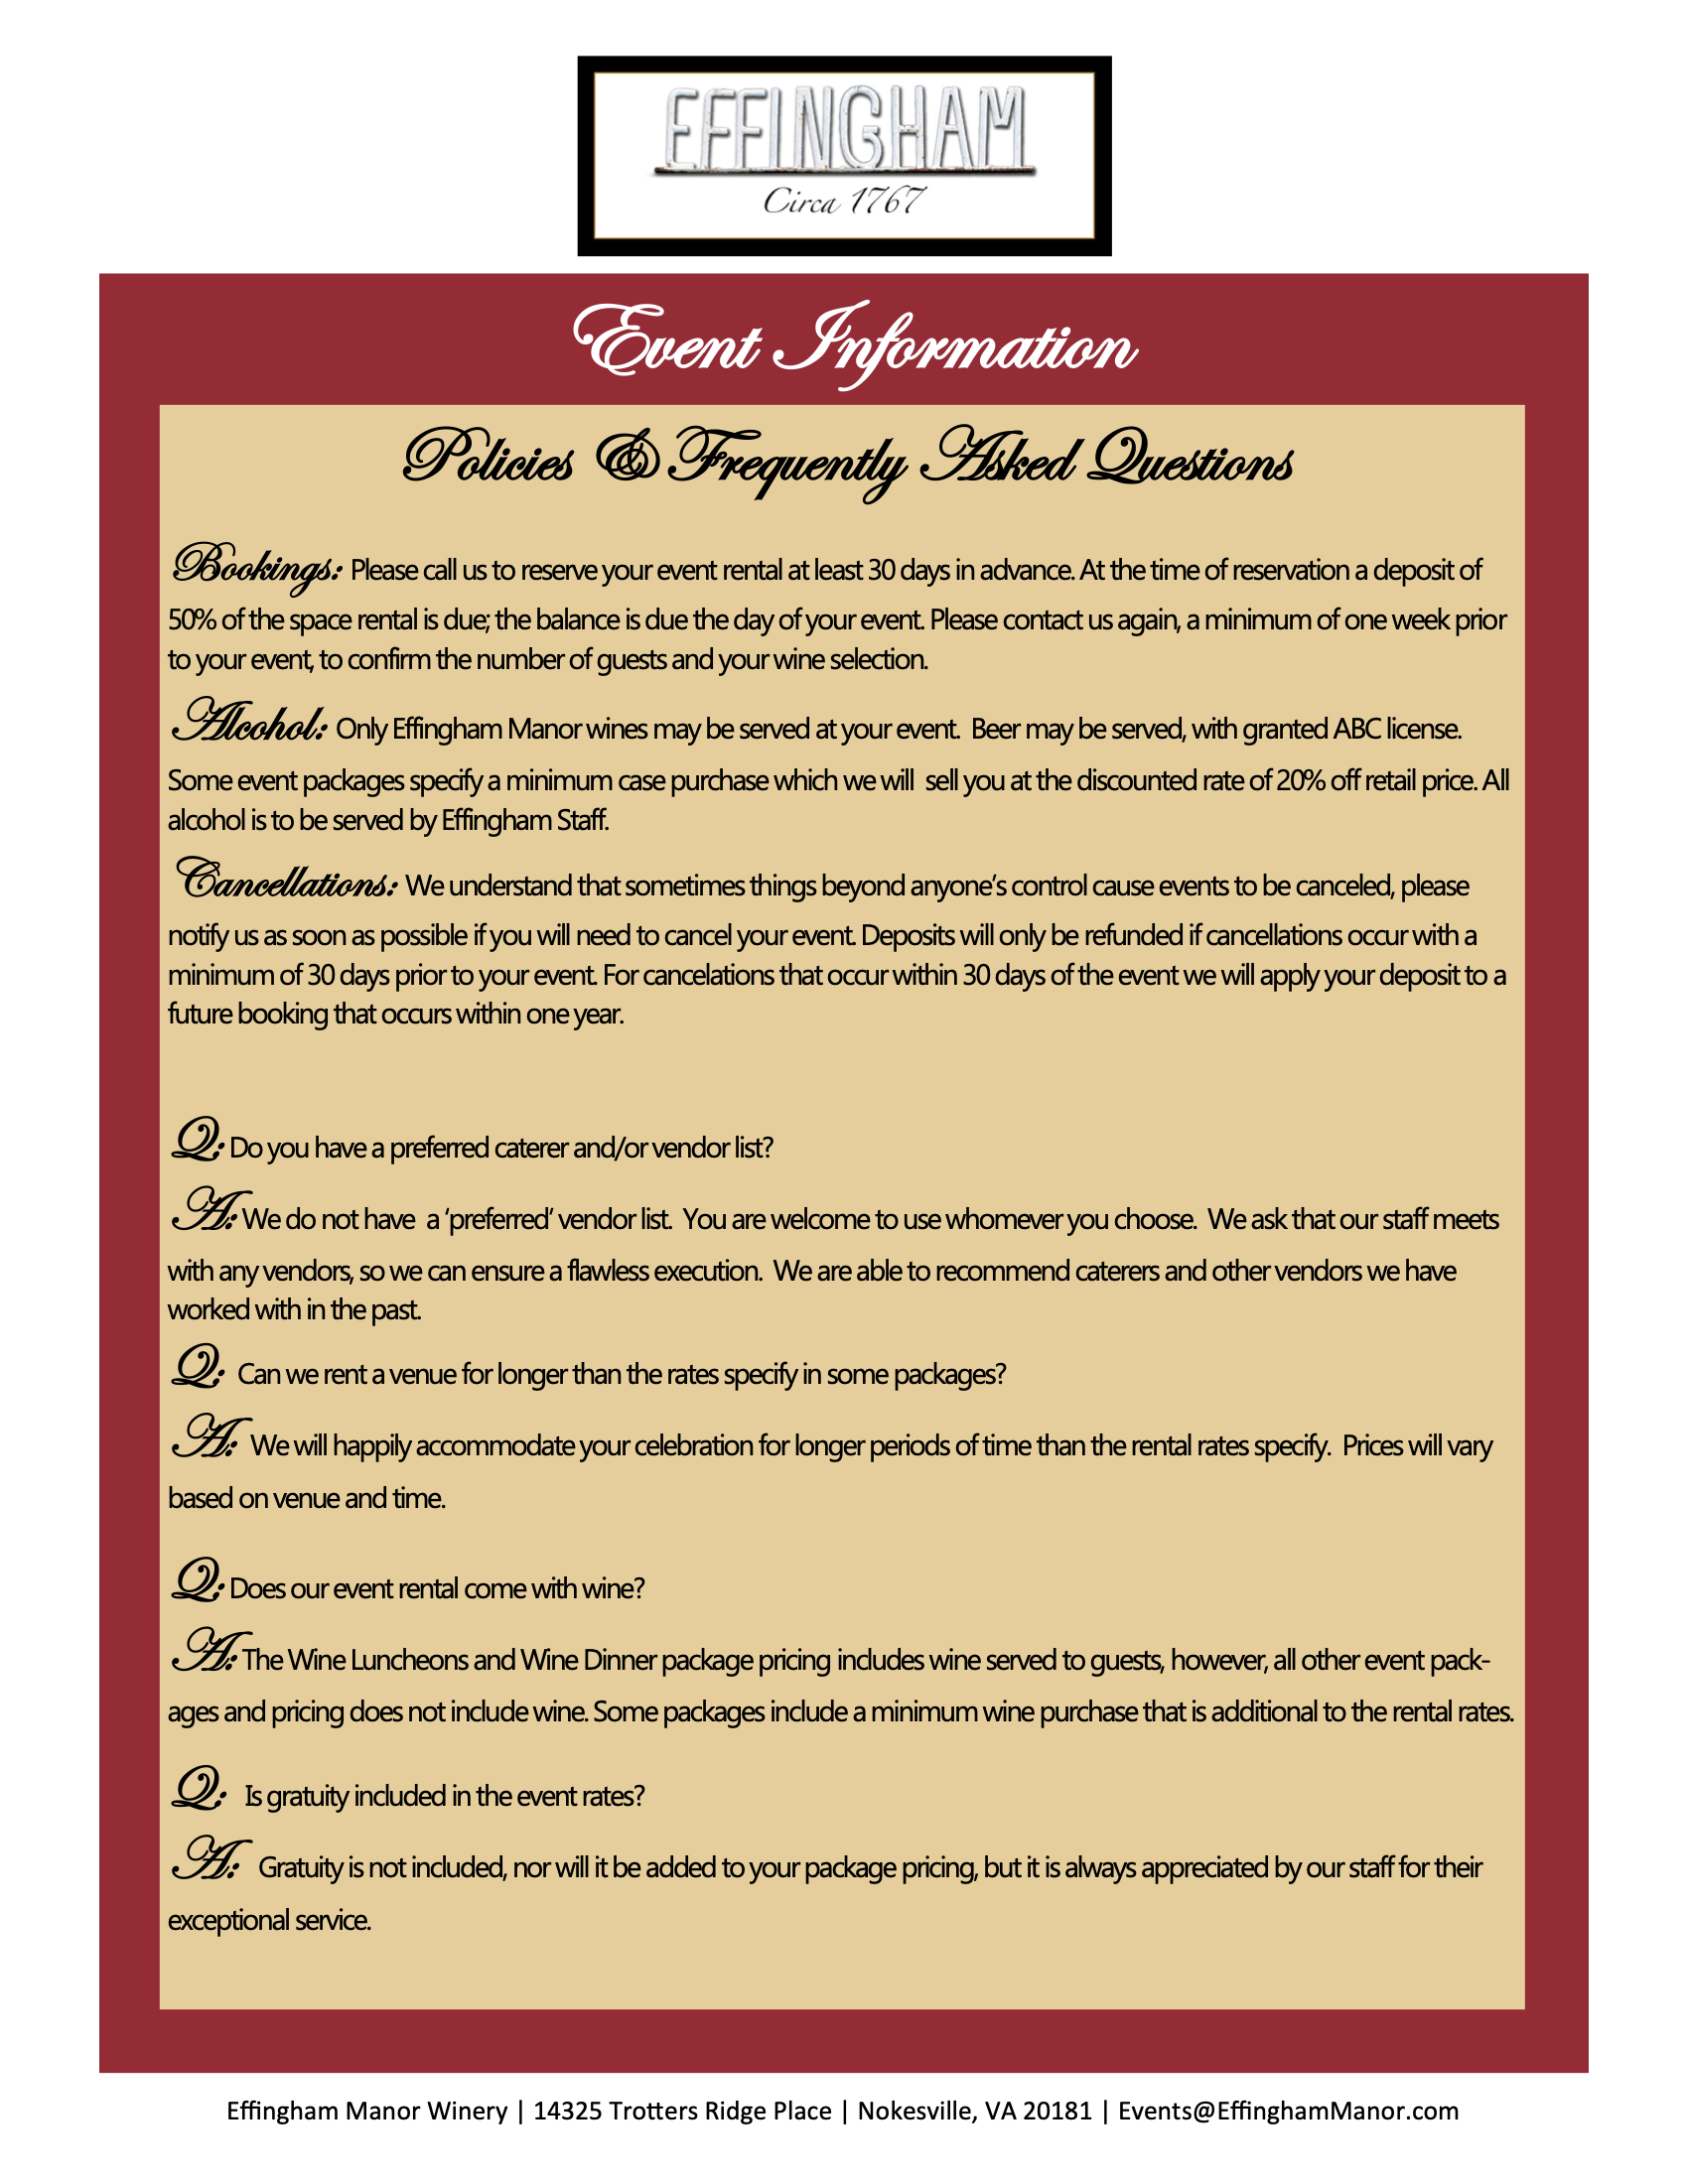 EFFINGHAM
Circa 1767
Event Information
Policies & Frequently Asked Questions
Bookings: Please call us to reserve your event rental at least 30 days in advance. At the time of reservation a deposit of
50% of the space rental is due; the balance is due the day of your event. Please contact us again, a minimum of one week prior
to your event, to confirm the number of guests and your wine selection.
Alcohol: Only Effingham Manor wines may be served at your event. Beer may be served, with granted ABC license.
Some event packages specify a minimum case purchase which we will sell you at the discounted rate of 20% off retail price. All
alcohol is to be served by Effingham Staff.
Cancellations: We understand that sometimes things beyond anyone’s control cause events to be canceled, please
notify us as soon as possible if you will need to cancel your event. Deposits will only be refunded if cancellations occur with a
minimum of 30 days prior to your event. For cancelations that occur within 30 days of the event we will apply your deposit to a
future booking that occurs within one year.
Q: Do you have a preferred caterer and/or vendor list?
A: We do not have a ‘preferred’ vendor list. You are welcome to use whomever you choose. We ask that our staff meets
with any vendors, so we can ensure a flawless execution. We are able to recommend caterers and other vendors we have
worked with in the past.
Q: Can we rent a venue for longer than the rates specify in some packages?
A: We will happily accommodate your celebration for longer periods of time than the rental rates specify. Prices will vary
based on venue and time.
Q: Does our event rental come with wine?
A: The Wine Luncheons and Wine Dinner package pricing includes wine served to guests, however, all other event pack-
ages and pricing does not include wine. Some packages include a minimum wine purchase that is additional to the rental rates.
Q: Is gratuity included in the event rates?
A: Gratuity is not included, nor will it be added to your package pricing, but it is always appreciated by our staff for their
exceptional service.
Effingham Manor Winery | 14325 Trotters Ridge Place | Nokesville, VA 20181 | Events@EffinghamManor.com